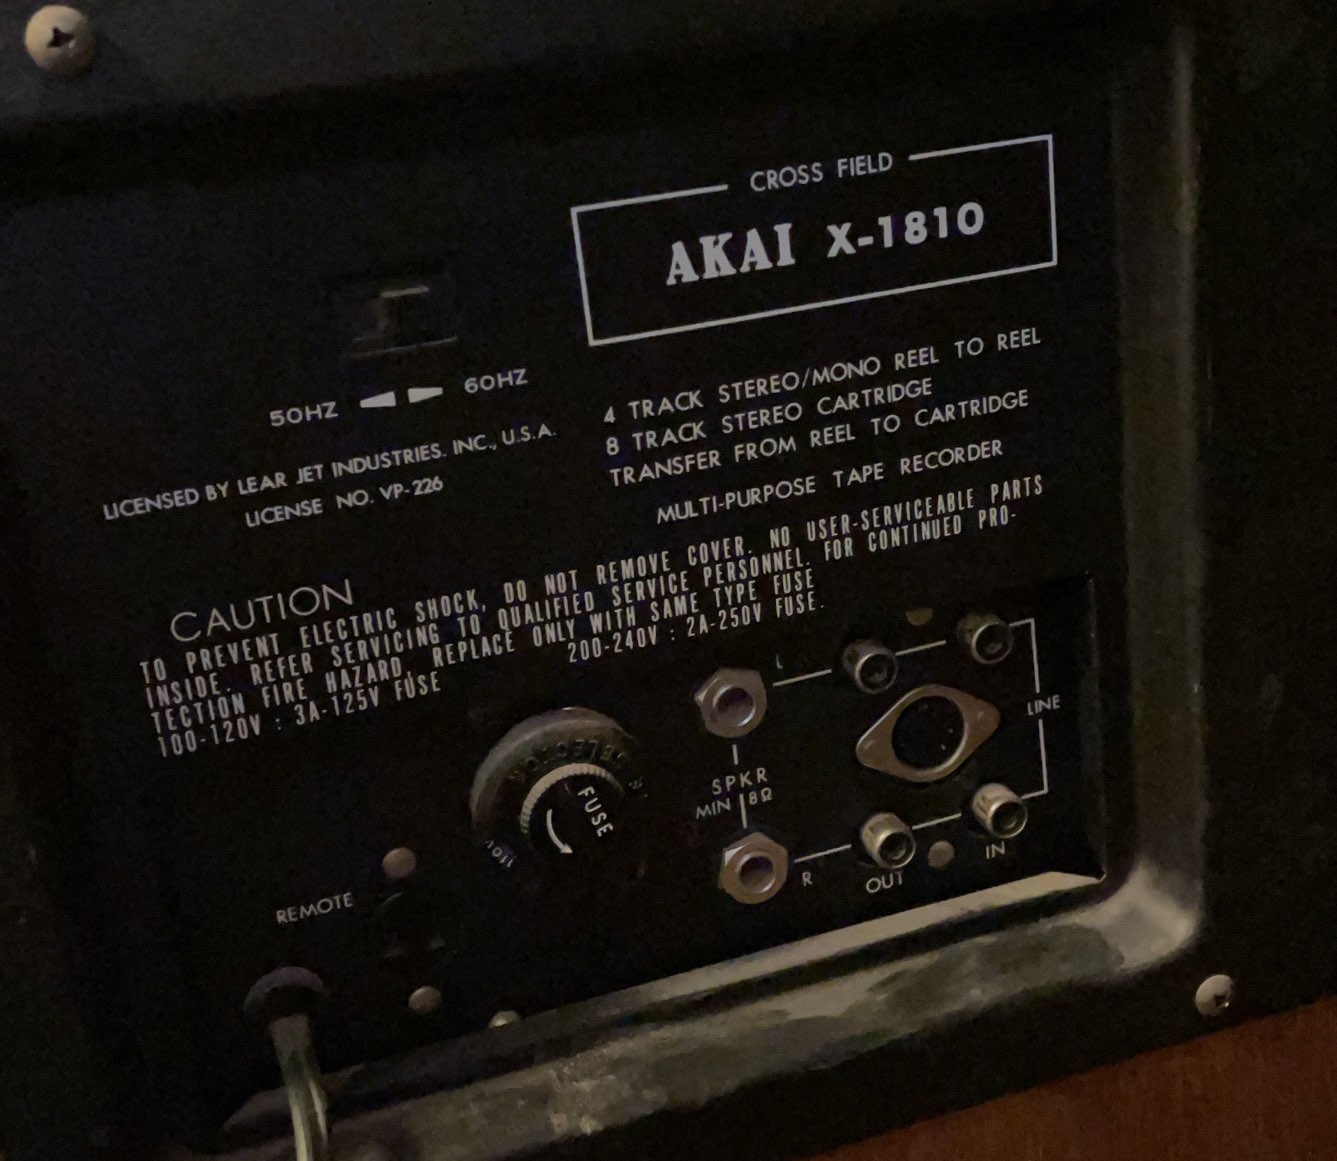 CROSS FIELD
AKAI X-1810
50HZ 60HZ
LICENSED BY LEAR JET INDUSTRIES. INC., U.S.A.
LICENSE NO. VP-226
4 TRACK STEREO/MONO REEL TO REEL
8 TRACK STEREO CARTRIDGE
TRANSFER FROM REEL TO CARTRIDGE
MULTI-PURPOSE TAPE RECORDER
CAUTION
TO PREVENT ELECTRIC SHOCK, DO NOT REMOVE COVER. NO USER-SERVICEABLE PARTS
INSIDE. REFER SERVICING TO QUALIFIED SERVICE PERSONNEL. FOR CONTINUED PRO-
TECTION FIRE HAZARD, REPLACE ONLY WITH SAME TYPE FUSE
100-120V : 3A-125V FUSE 200-240V : 2A-250V FUSE.
FUSE
110V
L
LINE
SPKR
MIN 8Ω
R
OUT
IN
REMOTE